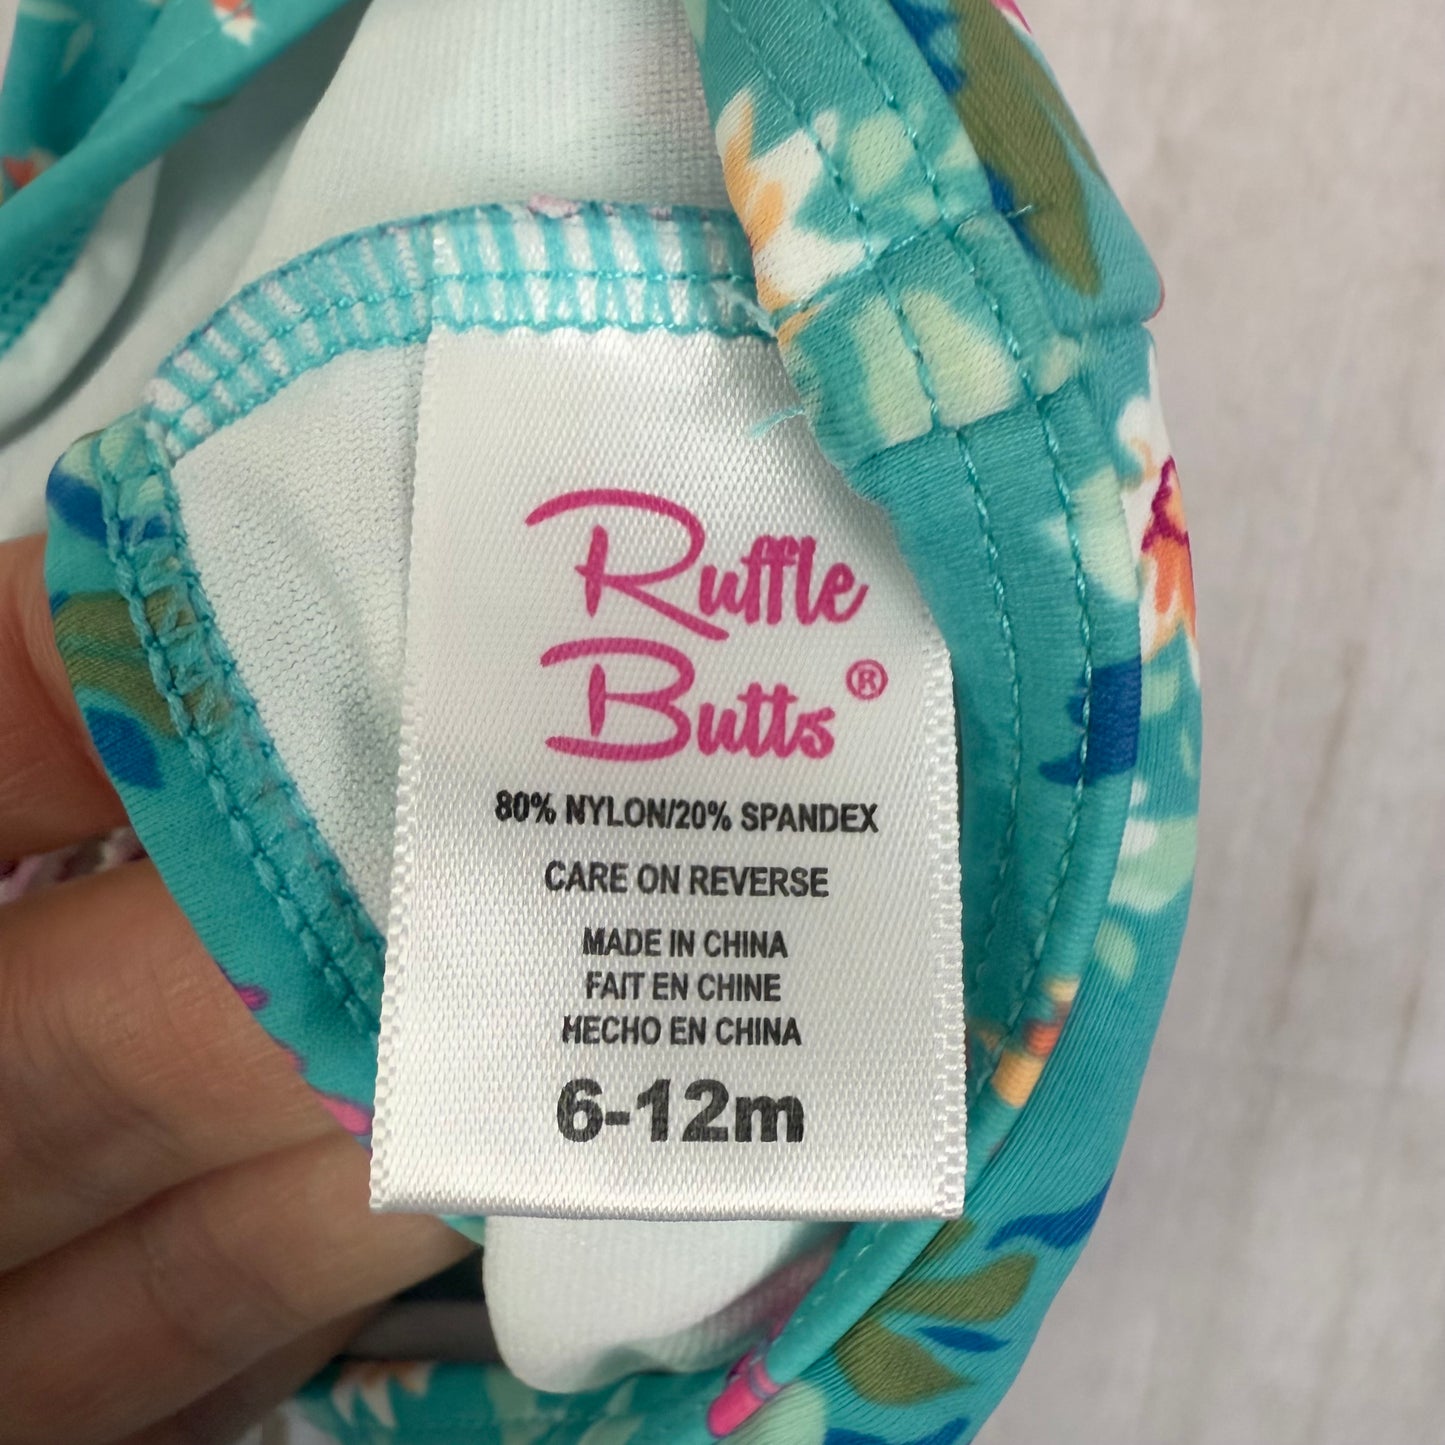 Ruffle
Butts®
80% NYLON/20% SPANDEX
CARE ON REVERSE
MADE IN CHINA
FAIT EN CHINE
HECHO EN CHINA
6-12m